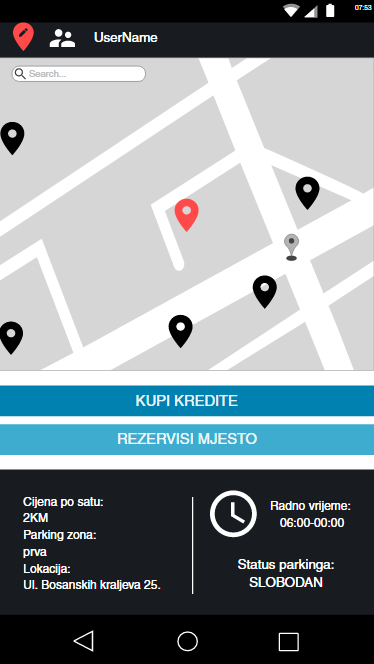 07:53
UserName
Search...
KUPI KREDITE
REZERVISI MJESTO
Cijena po satu:
2KM
Parking zona:
prva
Lokacija:
Ul. Bosanskih kraljeva 25.
Radno vrijeme:
06:00-00:00
Status parkinga:
SLOBODAN